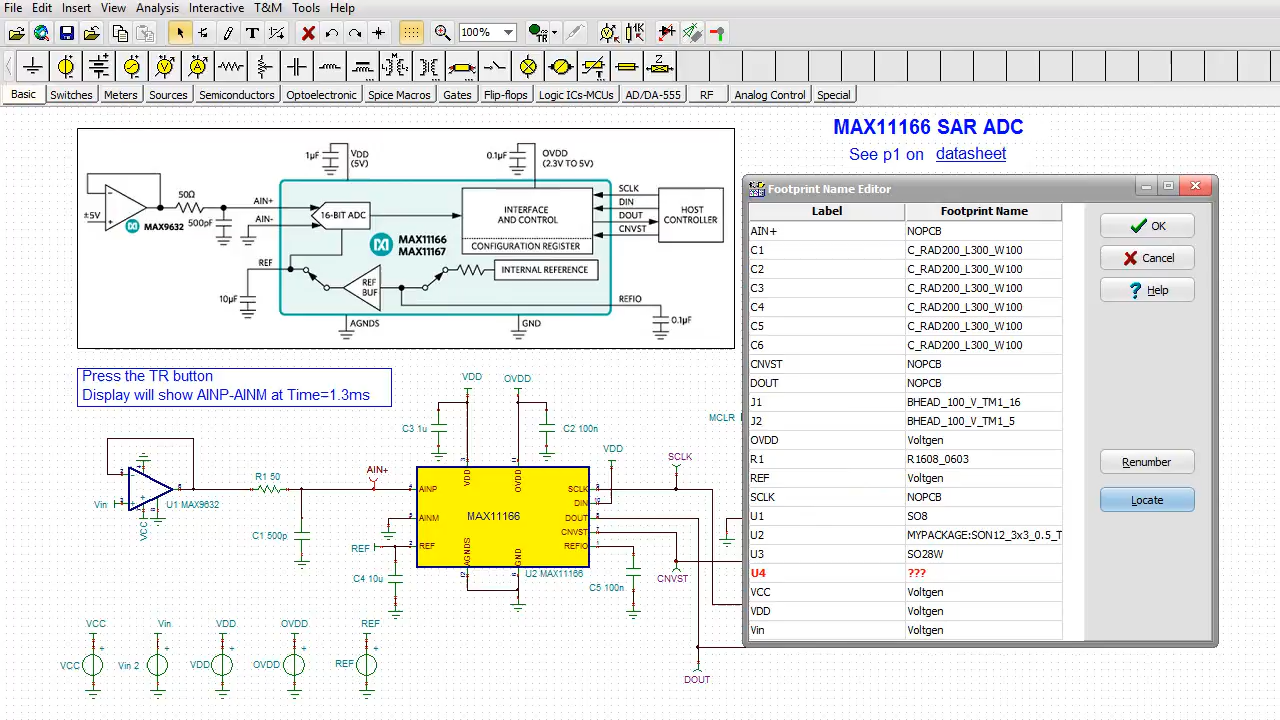 File Edit Insert View Analysis Interactive T&M Tools Help
100%
TR
Basic Switches Meters Sources Semiconductors Optoelectronic Spice Macros Gates Flip-flops Logic ICs-MCUs AD/DA-555 RF Analog Control Special
MAX11166 SAR ADC
See p1 on datasheet
1µF VDD (5V)
0.1µF OVDD (2.3V TO 5V)
±5V
MAX9632
50Ω
500pF
AIN+
AIN-
16-BIT ADC
INTERFACE AND CONTROL
CONFIGURATION REGISTER
SCLK
DIN
DOUT
CNVST
HOST CONTROLLER
MAX11166
MAX11167
REF
10µF
REF BUF
INTERNAL REFERENCE
REFIO
0.1µF
AGNDS
GND
Press the TR button
Display will show AINP-AINM at Time=1.3ms
VDD
OVDD
C3 1u
C2 100n
VDD
MCLR
SCLK
AIN+
R1 50
Vin
U1 MAX9632
VCC
C1 500p
AINP
AINM
REF
VDD
OVDD
MAX11166
SCLK
DIN
DOUT
CNVST
REFIO
AGNDS
GND
REF
C4 10u
U2 MAX11166
C5 100n
CNVST
DOUT
VCC Vin VDD OVDD REF
VCC Vin 2 VDD OVDD REF
Footprint Name Editor
Label Footprint Name
AIN+ NOPCB
C1 C_RAD200_L300_W100
C2 C_RAD200_L300_W100
C3 C_RAD200_L300_W100
C4 C_RAD200_L300_W100
C5 C_RAD200_L300_W100
C6 C_RAD200_L300_W100
CNVST NOPCB
DOUT NOPCB
J1 BHEAD_100_V_TM1_16
J2 BHEAD_100_V_TM1_5
OVDD Voltgen
R1 R1608_0603
REF Voltgen
SCLK NOPCB
U1 SO8
U2 MYPACKAGE:SON12_3x3_0.5_T
U3 SO28W
U4 ???
VCC Voltgen
VDD Voltgen
Vin Voltgen
OK
Cancel
Help
Renumber
Locate